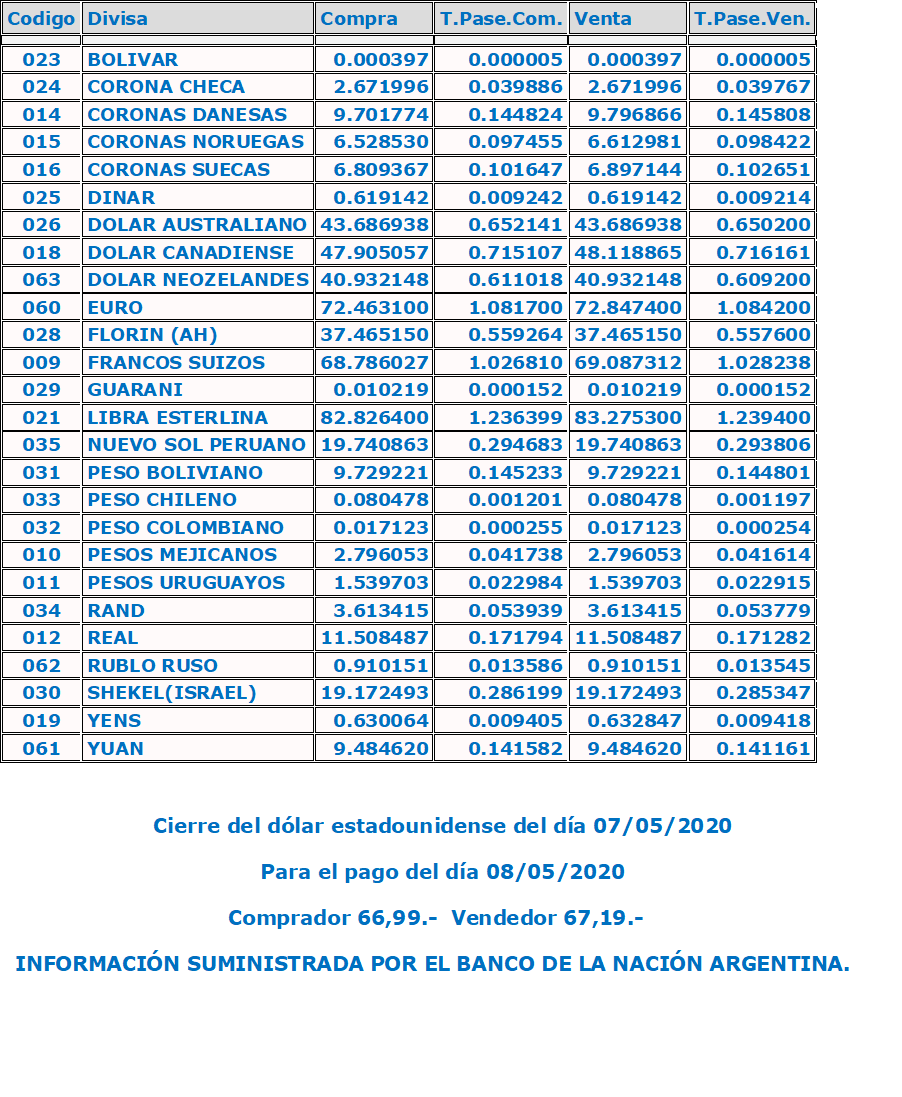 Codigo Divisa Compra T.Pase.Com. Venta T.Pase.Ven.
023 BOLIVAR 0.000397 0.000005 0.000397 0.000005
024 CORONA CHECA 2.671996 0.039886 2.671996 0.039767
014 CORONAS DANESAS 9.701774 0.144824 9.796866 0.145808
015 CORONAS NORUEGAS 6.528530 0.097455 6.612981 0.098422
016 CORONAS SUECAS 6.809367 0.101647 6.897144 0.102651
025 DINAR 0.619142 0.009242 0.619142 0.009214
026 DOLAR AUSTRALIANO 43.686938 0.652141 43.686938 0.650200
018 DOLAR CANADIENSE 47.905057 0.715107 48.118865 0.716161
063 DOLAR NEOZELANDES 40.932148 0.611018 40.932148 0.609200
060 EURO 72.463100 1.081700 72.847400 1.084200
028 FLORIN (AH) 37.465150 0.559264 37.465150 0.557600
009 FRANCOS SUIZOS 68.786027 1.026810 69.087312 1.028238
029 GUARANI 0.010219 0.000152 0.010219 0.000152
021 LIBRA ESTERLINA 82.826400 1.236399 83.275300 1.239400
035 NUEVO SOL PERUANO 19.740863 0.294683 19.740863 0.293806
031 PESO BOLIVIANO 9.729221 0.145233 9.729221 0.144801
033 PESO CHILENO 0.080478 0.001201 0.080478 0.001197
032 PESO COLOMBIANO 0.017123 0.000255 0.017123 0.000254
010 PESOS MEJICANOS 2.796053 0.041738 2.796053 0.041614
011 PESOS URUGUAYOS 1.539703 0.022984 1.539703 0.022915
034 RAND 3.613415 0.053939 3.613415 0.053779
012 REAL 11.508487 0.171794 11.508487 0.171282
062 RUBLO RUSO 0.910151 0.013586 0.910151 0.013545
030 SHEKEL(ISRAEL) 19.172493 0.286199 19.172493 0.285347
019 YENS 0.630064 0.009405 0.632847 0.009418
061 YUAN 9.484620 0.141582 9.484620 0.141161
Cierre del dólar estadounidense del día 07/05/2020
Para el pago del día 08/05/2020
Comprador 66,99.- Vendedor 67,19.-
INFORMACIÓN SUMINISTRADA POR EL BANCO DE LA NACIÓN ARGENTINA.